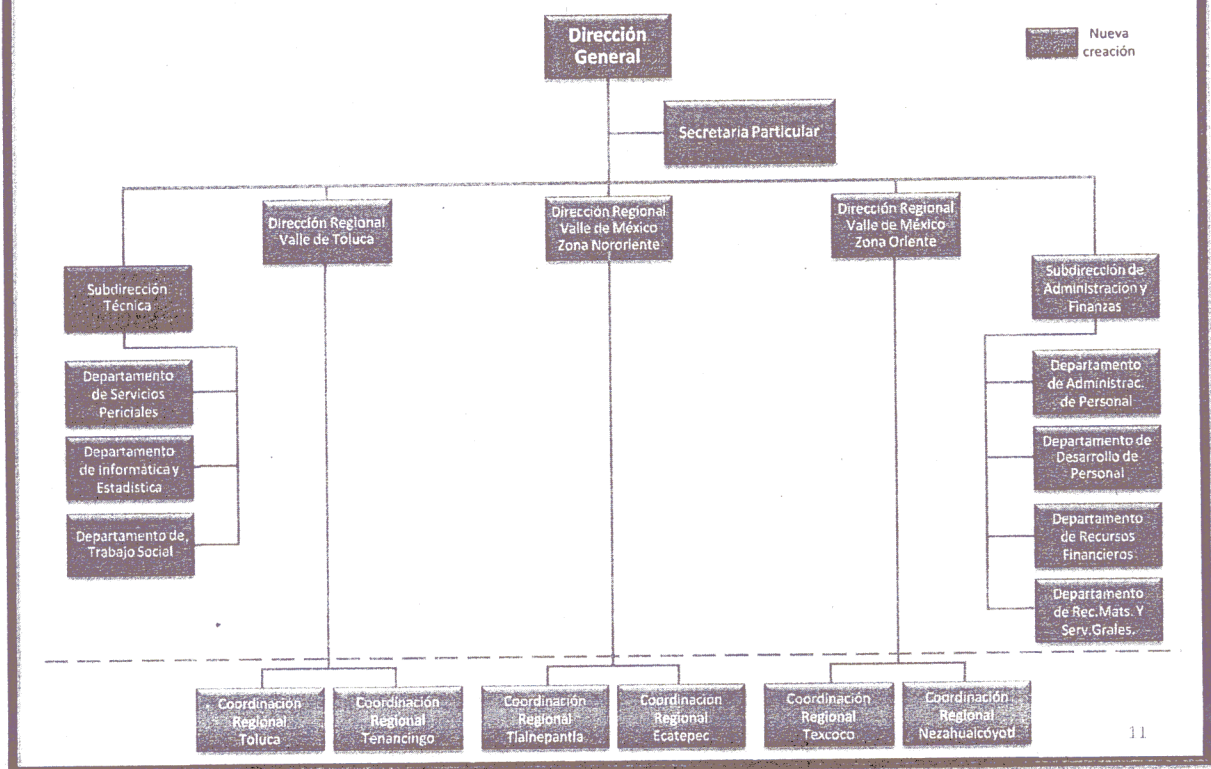 Dirección
General
Nueva
creación
Secretaria Particular
Dirección Regional
Valle de Toluca
Dirección Regional
Valle de México
Zona Nororiente
Dirección Regional
Valle de México
Zona Oriente
Subdirección
Técnica
Subdirección de
Administracion y
Finanzas
Departamento
de Servicios
Periciales
Departamento
de Informática y
Estadística
Departamento de
Trabajo Social
Departamento
de Administrac.
de Personal
Departamento de
Desarrollo de
Personal
Departamento
de Recursos
Financieros
Departamento
de Rec.Mats. Y
Serv.Grales.
Coordinación
Regional
Toluca
Coordinación
Regional
Tenancingo
Coordinación
Regional
Tlalnepantla
Coordinación
Regional
Ecatepec
Coordinación
Regional
Texcoco
Coordinación
Regional
Nezahualcóyotl
11